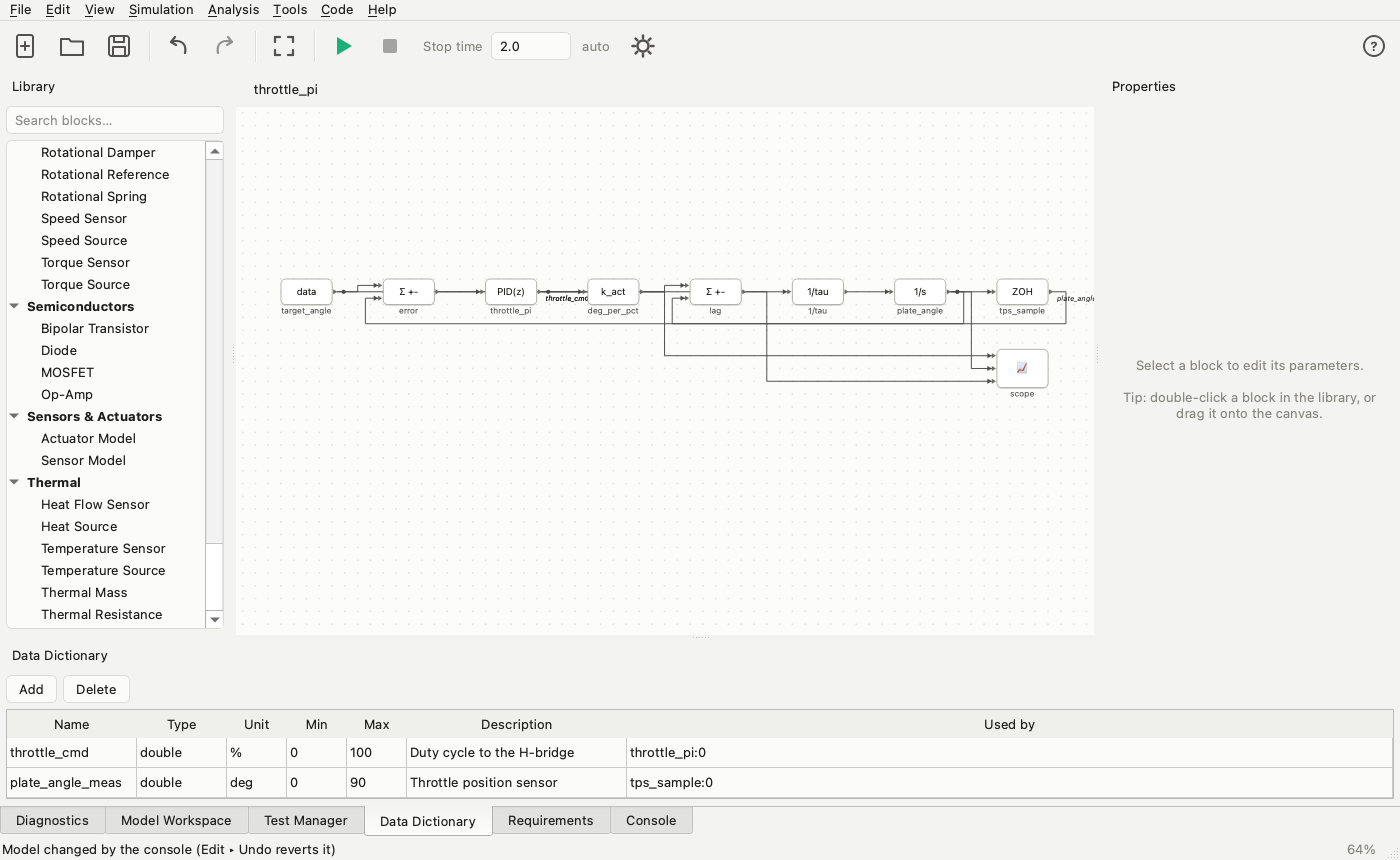 File Edit View Simulation Analysis Tools Code Help
Stop time 2.0 auto
Library
throttle_pi
Properties
Search blocks...
Rotational Damper
Rotational Reference
Rotational Spring
Speed Sensor
Speed Source
Torque Sensor
Torque Source
Semiconductors
Bipolar Transistor
Diode
MOSFET
Op-Amp
Sensors & Actuators
Actuator Model
Sensor Model
Thermal
Heat Flow Sensor
Heat Source
Temperature Sensor
Temperature Source
Thermal Mass
Thermal Resistance
data Σ +- PID(z) k_act Σ +- 1/tau 1/s ZOH
throttle_cmd plate_angle
target_angle error throttle_pi deg_per_pct lag 1/tau plate_angle tps_sample
scope
Select a block to edit its parameters.
Tip: double-click a block in the library, or
drag it onto the canvas.
Data Dictionary
Add Delete
Name Type Unit Min Max Description Used by
throttle_cmd double % 0 100 Duty cycle to the H-bridge throttle_pi:0
plate_angle_meas double deg 0 90 Throttle position sensor tps_sample:0
Diagnostics Model Workspace Test Manager Data Dictionary Requirements Console
Model changed by the console (Edit ▸ Undo reverts it) 64%